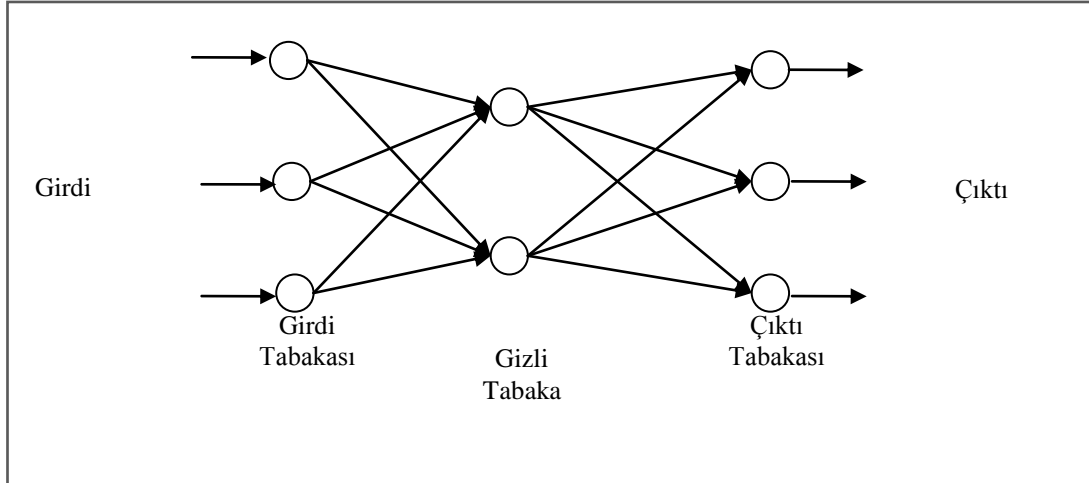 Girdi
Çıktı
Girdi
Tabakası
Gizli
Tabaka
Çıktı
Tabakası